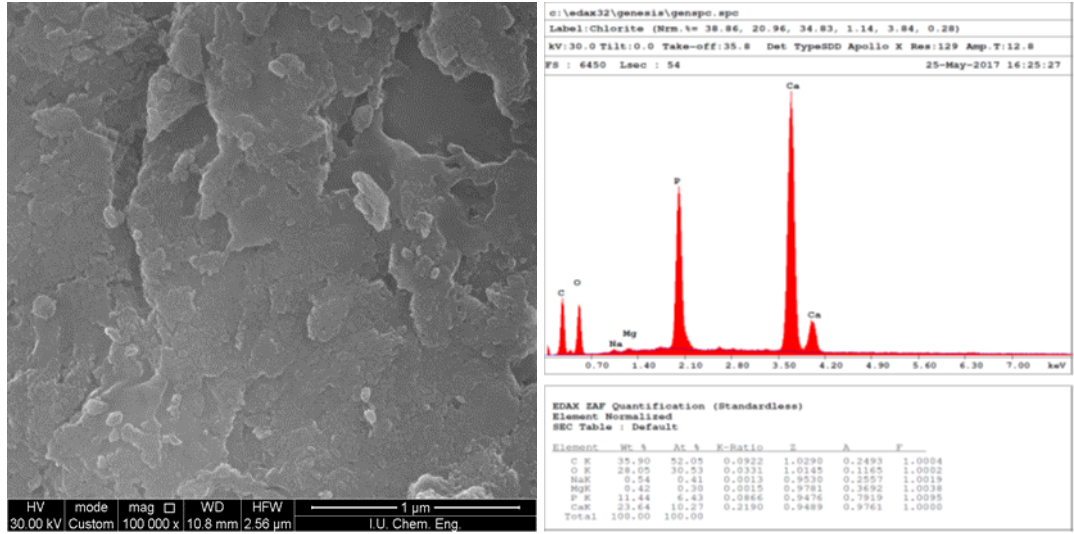 HV mode mag □ WD HFW 1 µm
30.00 kV Custom 100 000 x 10.8 mm 2.56 µm I.U. Chem. Eng.
c:\edax32\genesis\genspc.spc
Label:Chlorite (Nrm.%= 38.86, 20.96, 34.83, 1.14, 3.84, 0.28)
kV:30.0 Tilt:0.0 Take-off:35.8 Det TypeSDD Apollo X Res:129 Amp.T:12.8
FS : 6450 Lsec : 54 25-May-2017 16:25:27
Ca
P
C
O
Na
Mg
Ca
0.70 1.40 2.10 2.80 3.50 4.20 4.90 5.60 6.30 7.00 keV
EDAX ZAF Quantification (Standardless)
Element Normalized
SEC Table : Default
Element Wt % At % K-Ratio Z A F
C K 35.90 52.05 0.0922 1.0290 0.2493 1.0004
O K 28.05 30.53 0.0331 1.0145 0.1165 1.0002
NaK 0.54 0.41 0.0013 0.9530 0.2557 1.0019
MgK 0.42 0.30 0.0015 0.9781 0.3692 1.0038
P K 11.44 6.43 0.0866 0.9476 0.7919 1.0095
CaK 23.64 10.27 0.2190 0.9489 0.9761 1.0000
Total 100.00 100.00